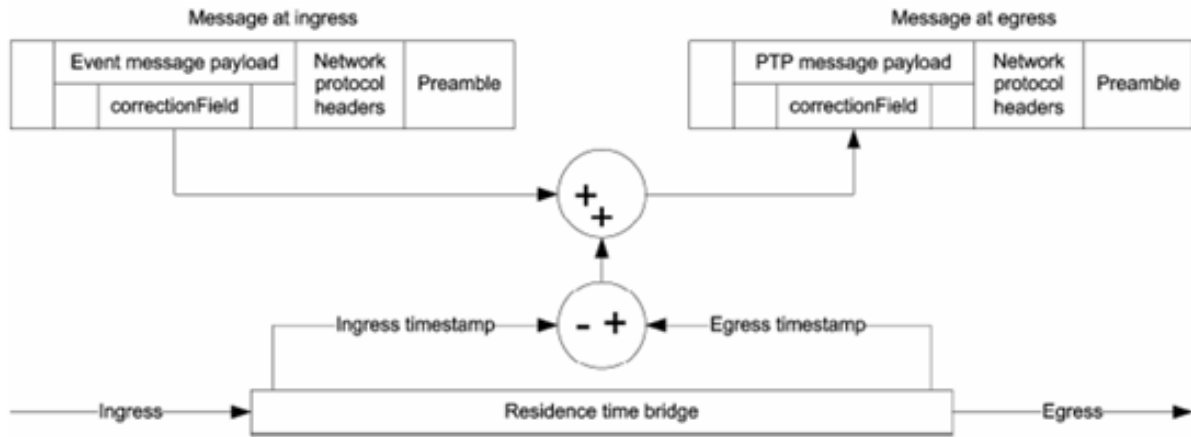 Message at ingress
Message at egress
Event message payload
correctionField
Network
protocol
headers
Preamble
PTP message payload
correctionField
Network
protocol
headers
Preamble
+
+
Ingress timestamp
- +
Egress timestamp
Ingress
Residence time bridge
Egress